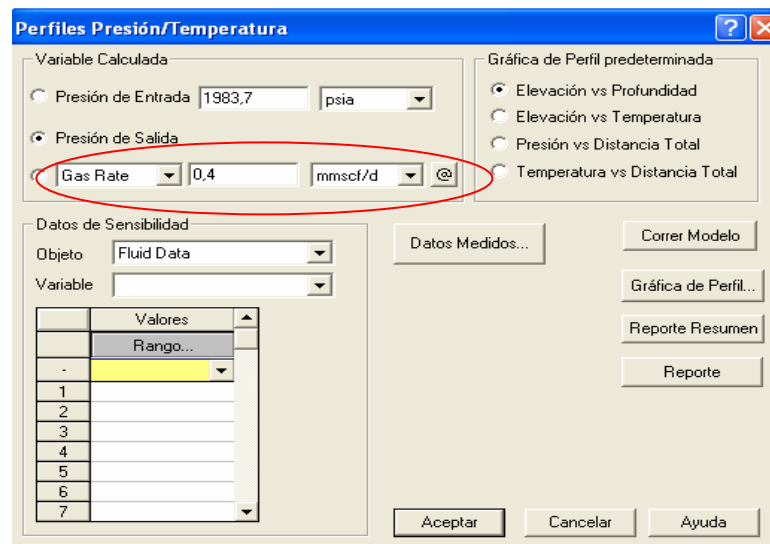 Perfiles Presión/Temperatura
Variable Calculada
Presión de Entrada 1983,7 psia
Presión de Salida
Gas Rate 0,4 mmscf/d @
Gráfica de Perfil predeterminada
Elevación vs Profundidad
Elevación vs Temperatura
Presión vs Distancia Total
Temperatura vs Distancia Total
Datos de Sensibilidad
Objeto Fluid Data
Variable
Valores
Rango...
-
1
2
3
4
5
6
7
Datos Medidos...
Correr Modelo
Gráfica de Perfil...
Reporte Resumen
Reporte
Aceptar
Cancelar
Ayuda